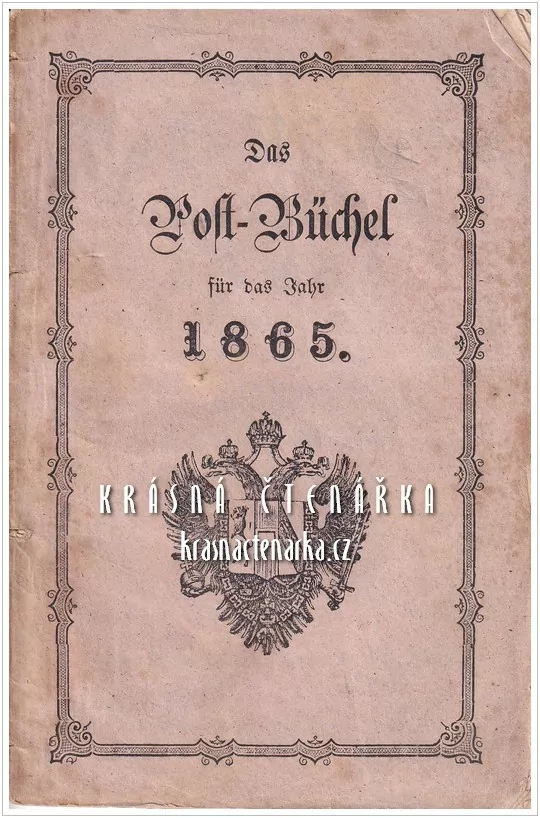 Das
Post-Büchel
für das Jahr
1865.
KRÁSNÁ ČTENÁŘKA
krasnactenarka.cz